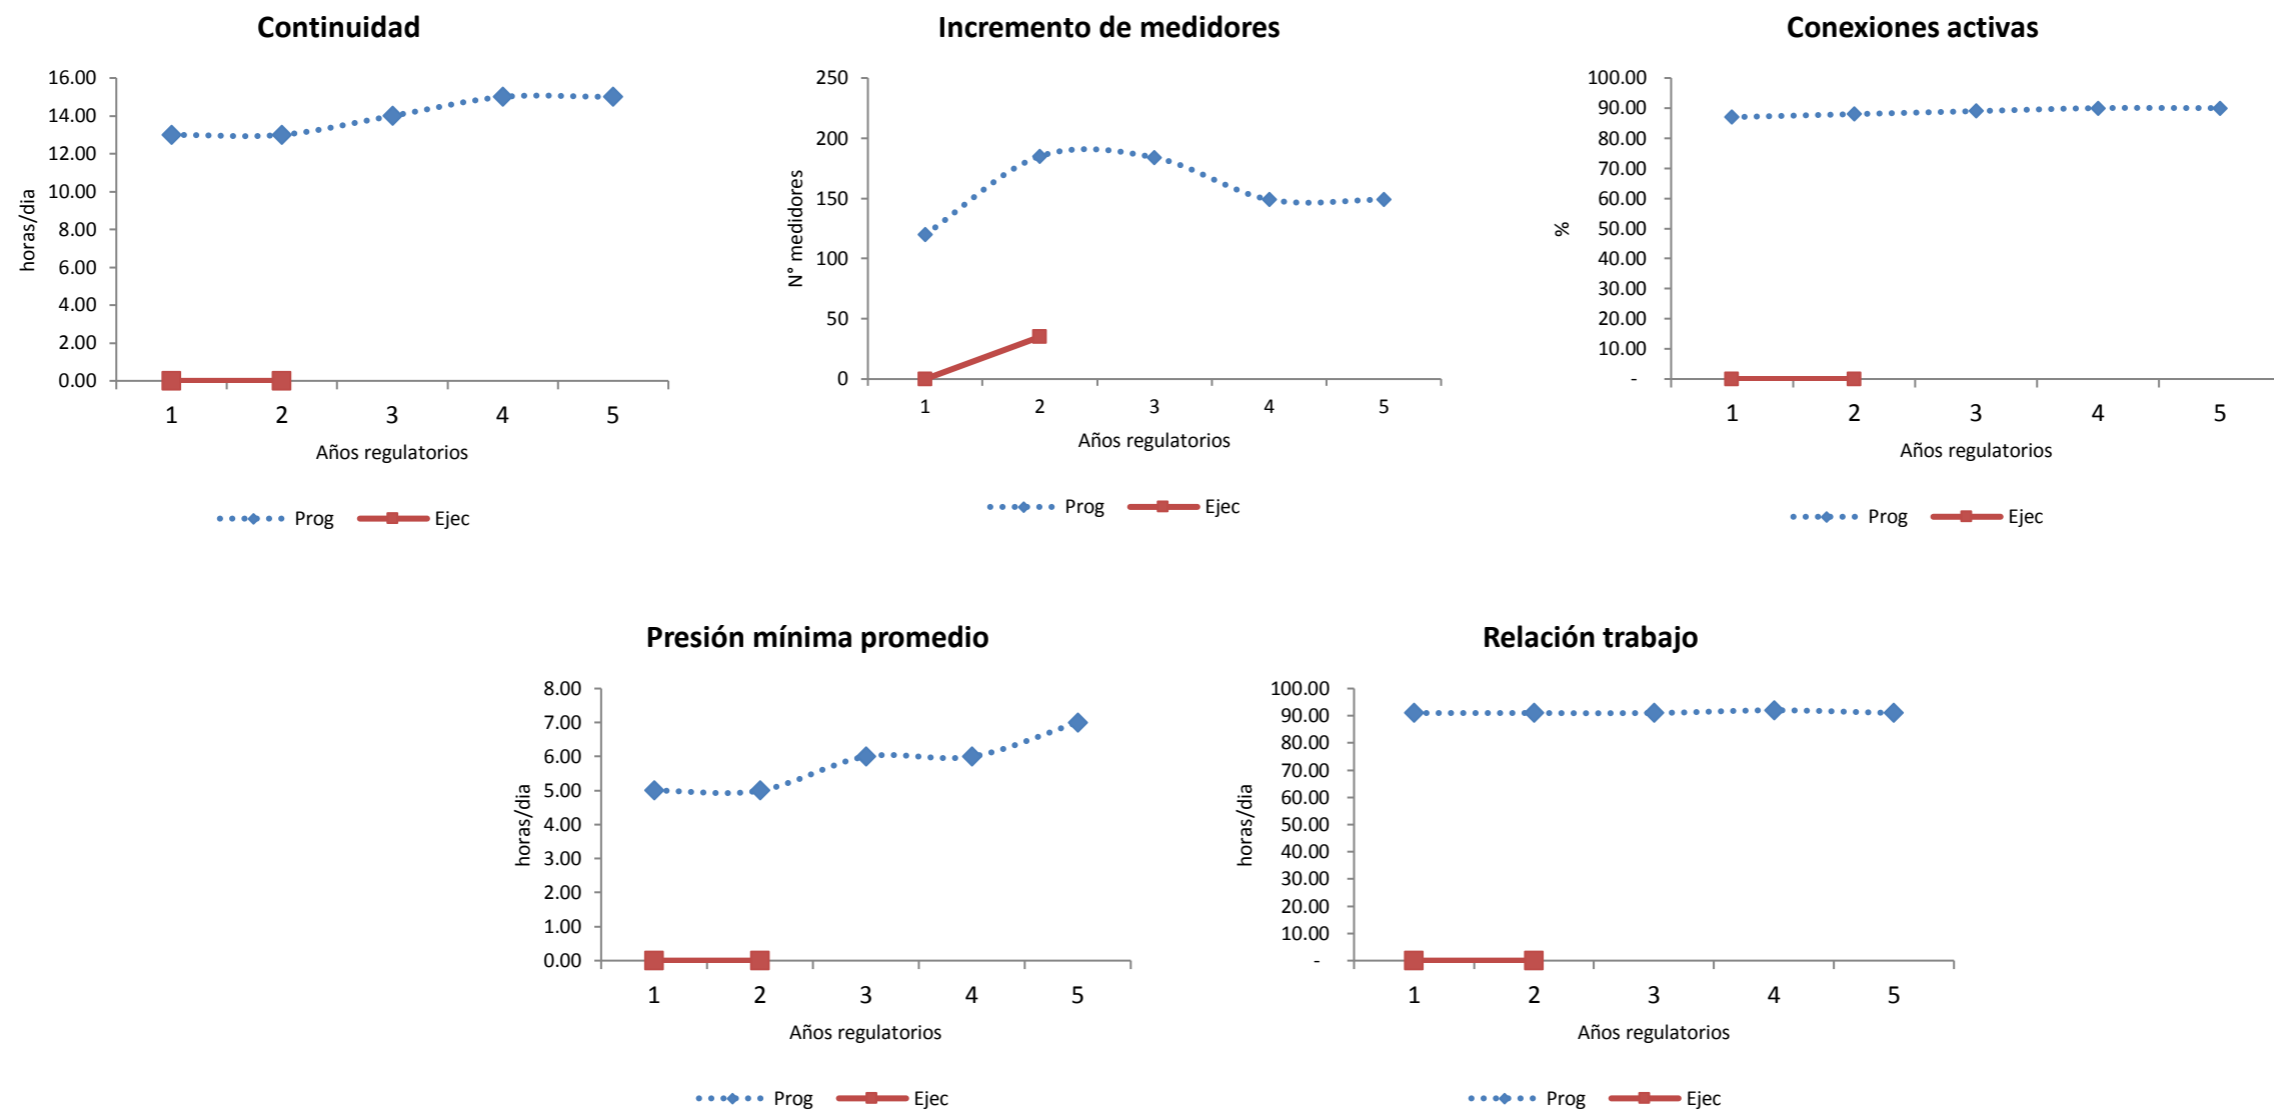 Continuidad
16.00
14.00
12.00
10.00
8.00
6.00
4.00
2.00
0.00
horas/dia
1 2 3 4 5
Años regulatorios
Prog Ejec
Incremento de medidores
250
200
150
100
50
0
N° medidores
1 2 3 4 5
Años regulatorios
Prog Ejec
Conexiones activas
100.00
90.00
80.00
70.00
60.00
50.00
40.00
30.00
20.00
10.00
-
%
1 2 3 4 5
Años regulatorios
Prog Ejec
Presión mínima promedio
8.00
7.00
6.00
5.00
4.00
3.00
2.00
1.00
0.00
horas/dia
1 2 3 4 5
Años regulatorios
Prog Ejec
Relación trabajo
100.00
90.00
80.00
70.00
60.00
50.00
40.00
30.00
20.00
10.00
-
horas/dia
1 2 3 4 5
Años regulatorios
Prog Ejec